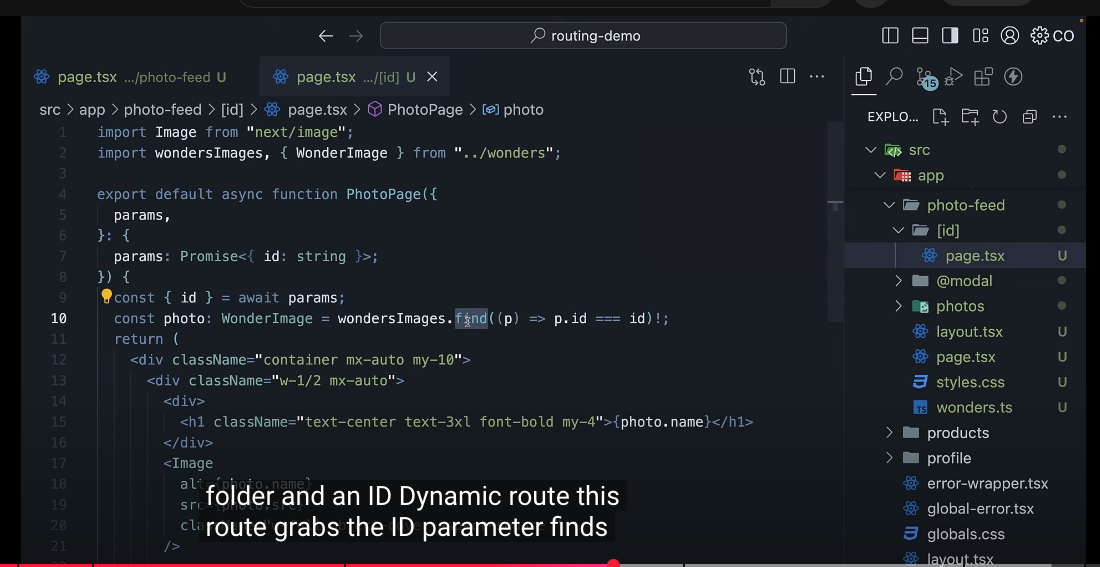 routing-demo
CO
page.tsx .../photo-feed U
page.tsx .../[id] U
15
src > app > photo-feed > [id] > page.tsx > PhotoPage > photo
EXPLO...
1 import Image from "next/image";
2 import wondersImages, { WonderImage } from "../wonders";
3
4 export default async function PhotoPage({
5 params,
6 }: {
7 params: Promise<{ id: string }>;
8 }) {
9 const { id } = await params;
10 const photo: WonderImage = wondersImages.find((p) => p.id === id)!;
11 return (
12 <div className="container mx-auto my-10">
13 <div className="w-1/2 mx-auto">
14 <div>
15 <h1 className="text-center text-3xl font-bold my-4">{photo.name}</h1>
16 </div>
17 <Image
18 alt={photo.name}
19 src={photo.src}
20 cla
21 />
folder and an ID Dynamic route this
route grabs the ID parameter finds
src
app
photo-feed
[id]
page.tsx U
@modal
photos
layout.tsx U
page.tsx U
styles.css U
TS wonders.ts U
products
profile
error-wrapper.tsx
global-error.tsx
globals.css
layout.tsx